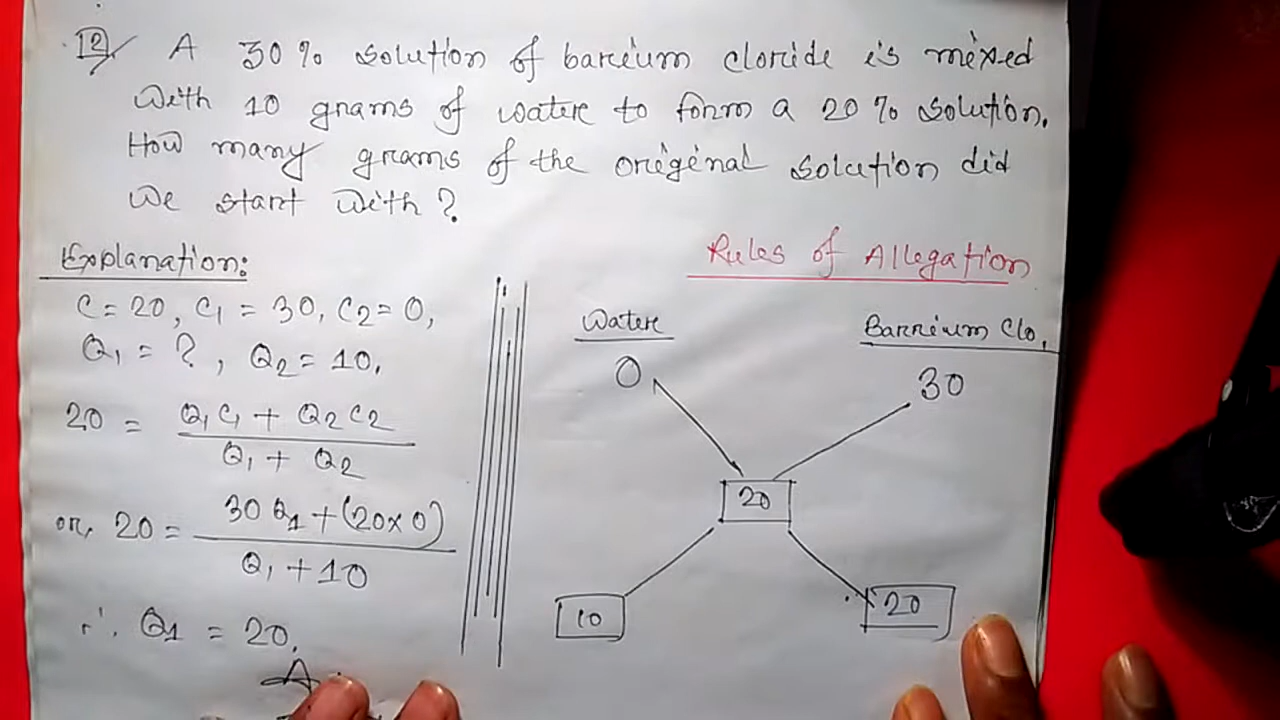 12) A 30% solution of barium cloride is mixed
with 10 grams of water to form a 20% solution.
How many grams of the original solution did
we start with?
Explanation:
C = 20, C1 = 30, C2 = 0,
Q1 = ?, Q2 = 10.
20 = Q1C1 + Q2C2 / Q1 + Q2
or, 20 = 30Q1 + (20×0) / Q1 + 10
∴ Q1 = 20.
Rules of Allegation
Water Barrium Clo,
0 30
20
10 20